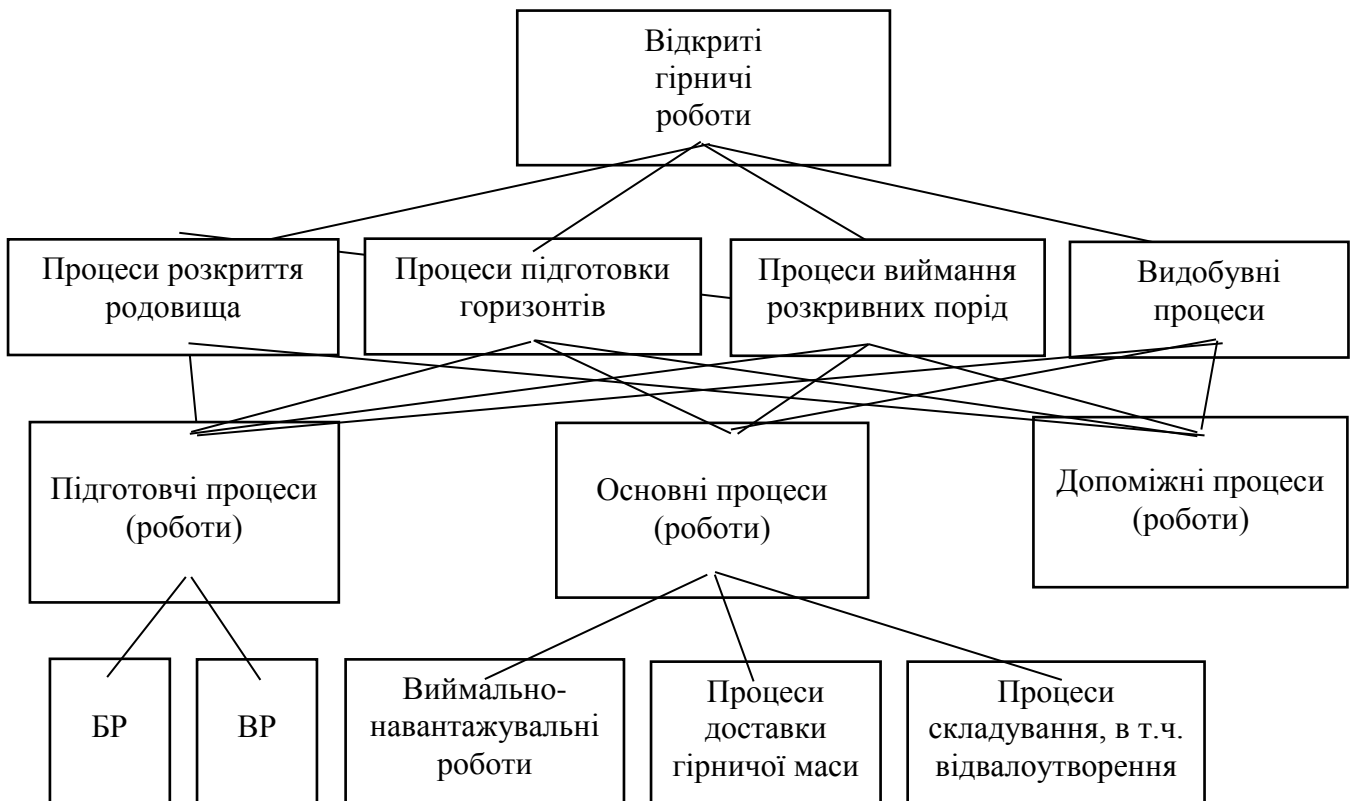 Відкриті
гірничі
роботи
Процеси розкриття
родовища
Процеси підготовки
горизонтів
Процеси виймання
розкривних порід
Видобувні
процеси
Підготовчі процеси
(роботи)
Основні процеси
(роботи)
Допоміжні процеси
(роботи)
БР
ВР
Виймально-
навантажувальні
роботи
Процеси
доставки
гірничої маси
Процеси
складування, в т.ч.
відвалоутворення